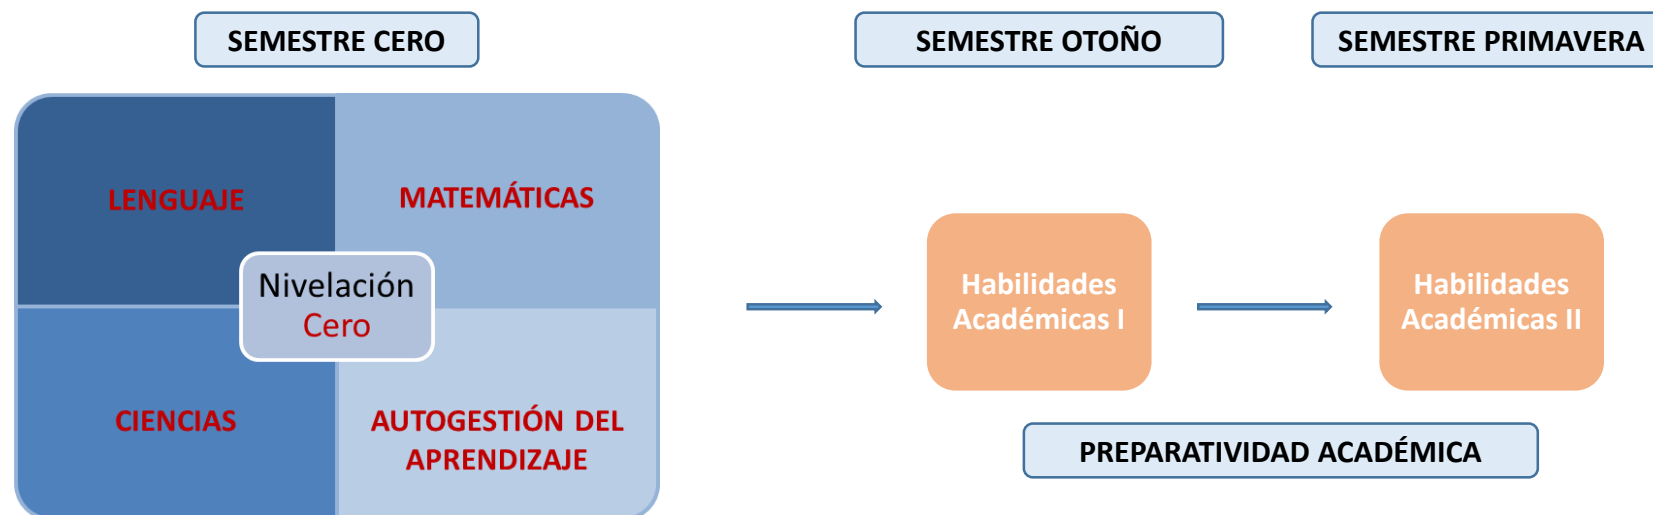 SEMESTRE CERO
SEMESTRE OTOÑO
SEMESTRE PRIMAVERA
LENGUAJE
MATEMÁTICAS
Nivelación
Cero
CIENCIAS
AUTOGESTIÓN DEL
APRENDIZAJE
Habilidades
Académicas I
Habilidades
Académicas II
PREPARATIVIDAD ACADÉMICA